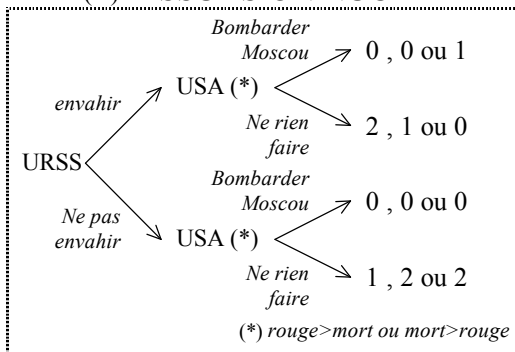 Bombarder
Moscou
0 , 0 ou 1
envahir
USA (*)
Ne rien
faire
2 , 1 ou 0
URSS
Bombarder
Moscou
0 , 0 ou 0
Ne pas
envahir
USA (*)
Ne rien
faire
1 , 2 ou 2
(*) rouge>mort ou mort>rouge